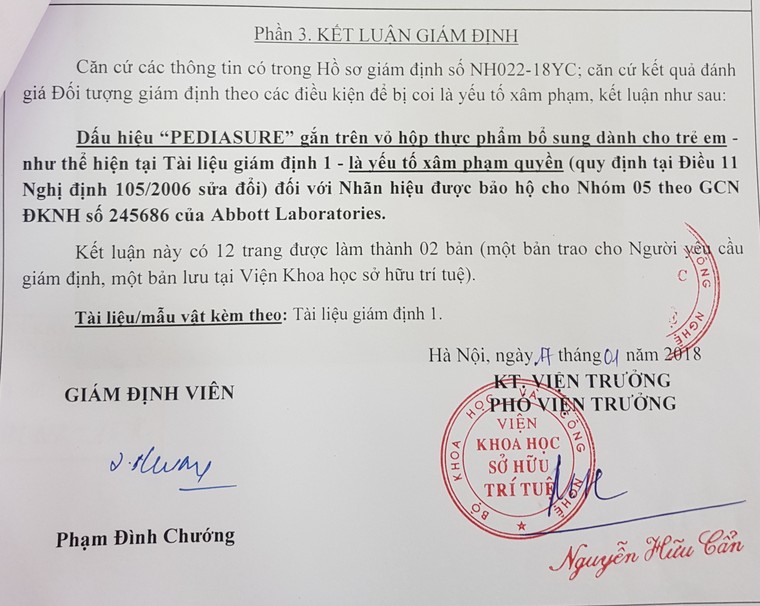 Phần 3. KẾT LUẬN GIÁM ĐỊNH
Căn cứ các thông tin có trong Hồ sơ giám định số NH022-18YC; căn cứ kết quả đánh
giá Đối tượng giám định theo các điều kiện để bị coi là yếu tố xâm phạm, kết luận như sau:
Dấu hiệu “PEDIASURE” gắn trên vỏ hộp thực phẩm bổ sung dành cho trẻ em -
như thể hiện tại Tài liệu giám định 1 - là yếu tố xâm phạm quyền (quy định tại Điều 11
Nghị định 105/2006 sửa đổi) đối với Nhãn hiệu được bảo hộ cho Nhóm 05 theo GCN
ĐKNH số 245686 của Abbott Laboratories.
Kết luận này có 12 trang được làm thành 02 bản (một bản trao cho Người yêu cầu
giám định, một bản lưu tại Viện Khoa học sở hữu trí tuệ).
Tài liệu/mẫu vật kèm theo: Tài liệu giám định 1.
CÔNG NGHỆ
C
Hà Nội, ngày 17 tháng 01 năm 2018
GIÁM ĐỊNH VIÊN
KT. VIỆN TRƯỞNG
PHÓ VIỆN TRƯỞNG
BỘ KHOA HỌC VÀ CÔNG NGHỆ
VIỆN
KHOA HỌC
SỞ HỮU
TRÍ TUỆ
Phạm Đình Chướng
Nguyễn Hữu Cẩn